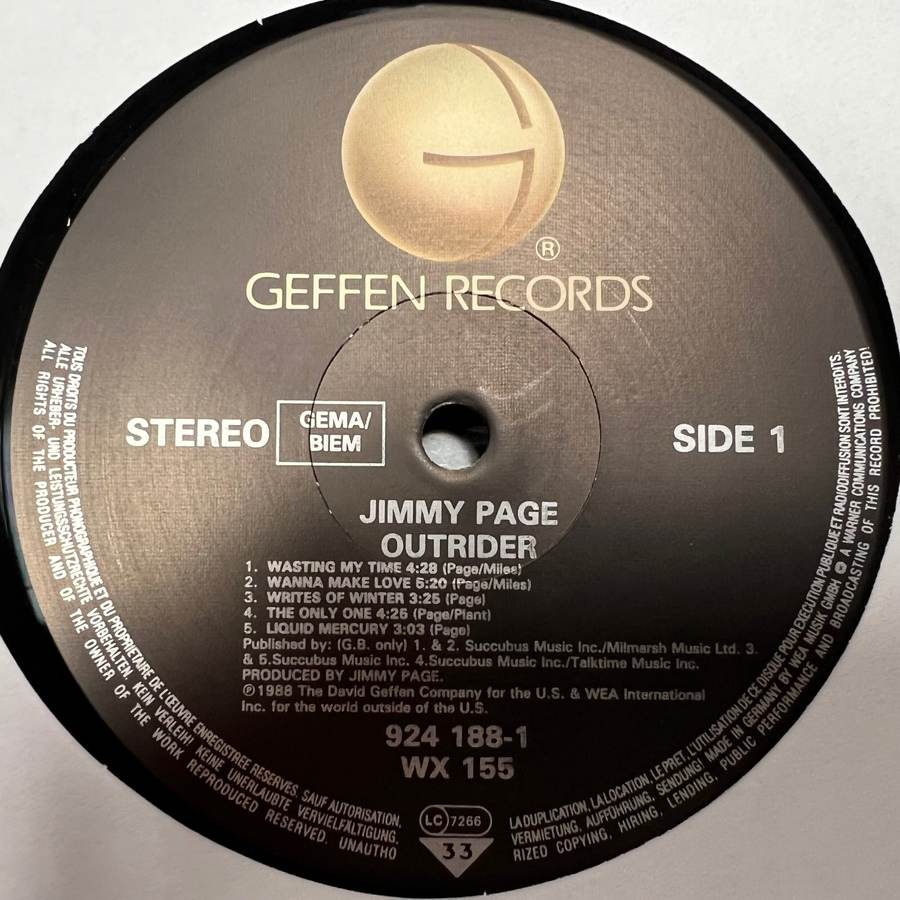 ®
GEFFEN RECORDS
STEREO
GEMA/
BIEM
SIDE 1
JIMMY PAGE
OUTRIDER
1. WASTING MY TIME 4:28 (Page/Miles)
2. WANNA MAKE LOVE 5:20 (Page/Miles)
3. WRITES OF WINTER 3:25 (Page)
4. THE ONLY ONE 4:25 (Page/Plant)
5. LIQUID MERCURY 3:03 (Page)
Published by: (G.B. only) 1. & 2. Succubus Music Inc./Milmarsh Music Ltd. 3.
& 5.Succubus Music Inc. 4.Succubus Music Inc./Talktime Music Inc.
PRODUCED BY JIMMY PAGE.
℗1988 The David Geffen Company for the U.S. & WEA International
Inc. for the world outside of the U.S.
924 188-1
WX 155
LC 7266
33
TOUS DROITS DU PRODUCTEUR PHONOGRAPHIQUE ET DU PROPRIETAIRE DE L'ŒUVRE ENREGISTREE RESERVES. SAUF AUTORISATION,
LA DUPLICATION, LA LOCATION, LE PRET, L'UTILISATION DE CE DISQUE POUR EXECUTION PUBLIQUE ET RADIODIFFUSION SONT INTERDITS.
ALLE URHEBER- UND LEISTUNGSSCHUTZRECHTE VORBEHALTEN. KEIN VERLEIH! KEINE UNERLAUBTE VERVIELFÄLTIGUNG,
VERMIETUNG, AUFFÜHRUNG, SENDUNG! MADE IN GERMANY BY WEA MUSIK GMBH A WARNER COMMUNICATIONS COMPANY
ALL RIGHTS OF THE PRODUCER AND OF THE OWNER OF THE WORK REPRODUCED RESERVED. UNAUTHO
RIZED COPYING, HIRING, LENDING, PUBLIC PERFORMANCE AND BROADCASTING OF THIS RECORD PROHIBITED!